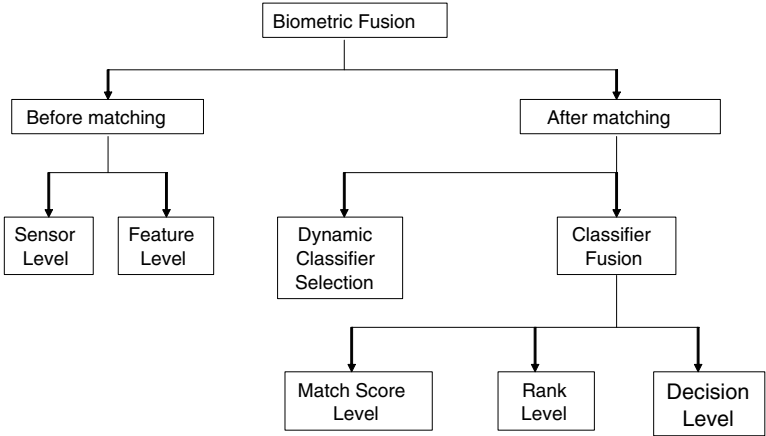 Biometric Fusion
Before matching
After matching
Sensor
Level
Feature
Level
Dynamic
Classifier
Selection
Classifier
Fusion
Match Score
Level
Rank
Level
Decision
Level